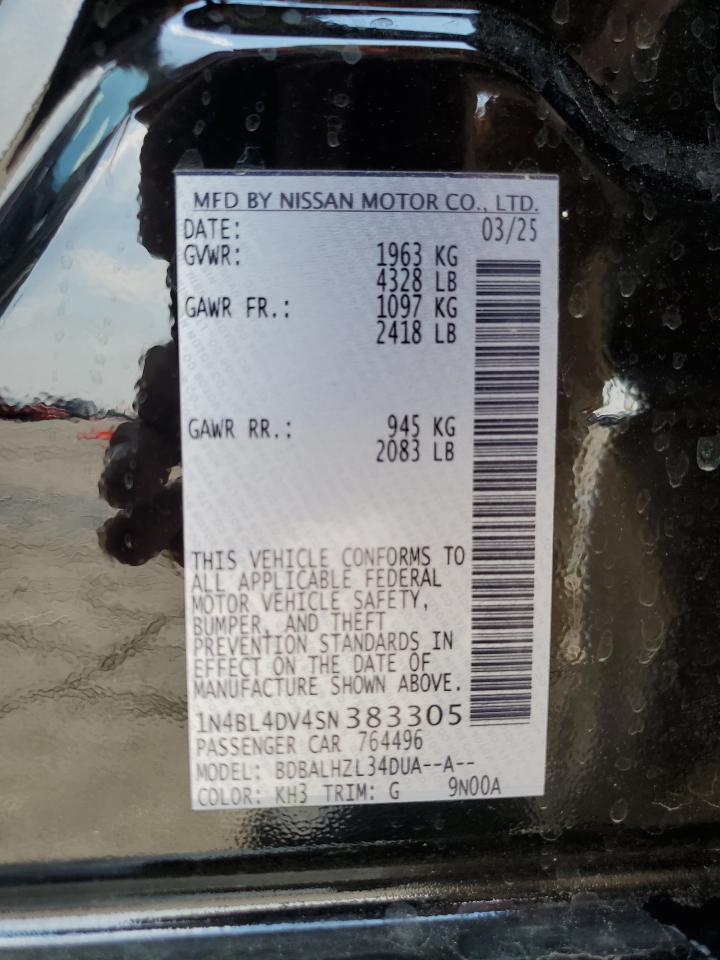 MFD BY NISSAN MOTOR CO., LTD.
DATE: 03/25
GVWR: 1963 KG
4328 LB
GAWR FR.: 1097 KG
2418 LB
GAWR RR.: 945 KG
2083 LB
THIS VEHICLE CONFORMS TO
ALL APPLICABLE FEDERAL
MOTOR VEHICLE SAFETY,
BUMPER, AND THEFT
PREVENTION STANDARDS IN
EFFECT ON THE DATE OF
MANUFACTURE SHOWN ABOVE.
1N4BL4DV4SN383305
PASSENGER CAR 764496
MODEL: BDBALHZL34DUA--A--
COLOR: KH3 TRIM: G 9N00A